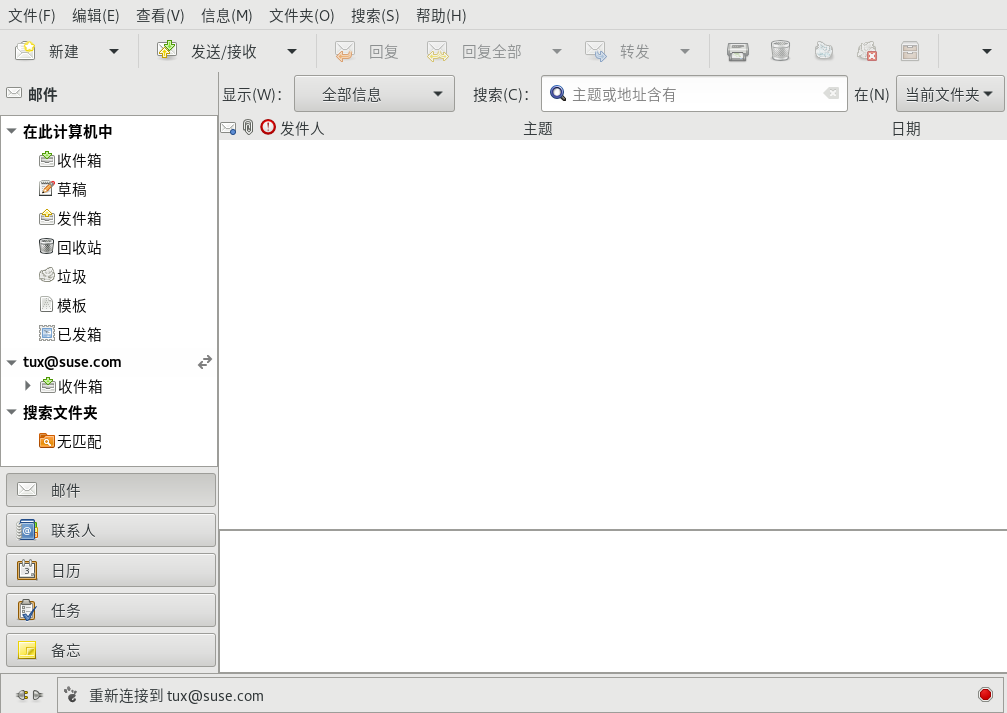 文件(F) 编辑(E) 查看(V) 信息(M) 文件夹(O) 搜索(S) 帮助(H)
新建 发送/接收 回复 回复全部 转发
邮件 显示(W): 全部信息 搜索(C): 主题或地址含有 在(N) 当前文件夹
发件人 主题 日期
在此计算机中
收件箱
草稿
发件箱
回收站
垃圾
模板
已发箱
tux@suse.com
收件箱
搜索文件夹
无匹配
邮件
联系人
日历
任务
备忘
重新连接到 tux@suse.com